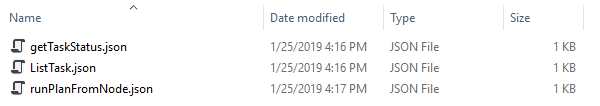 Name Date modified Type Size
getTaskStatus.json 1/25/2019 4:16 PM JSON File 1 KB
ListTask.json 1/25/2019 4:16 PM JSON File 1 KB
runPlanFromNode.json 1/25/2019 4:17 PM JSON File 1 KB